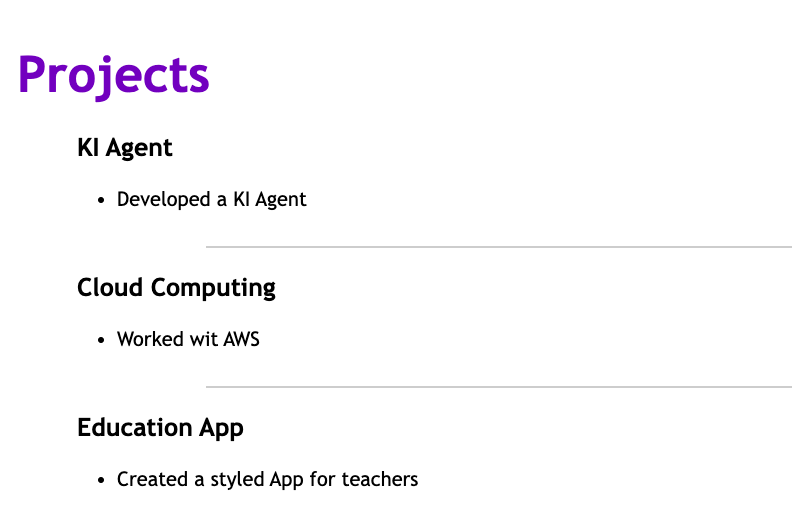 Projects
KI Agent
• Developed a KI Agent
Cloud Computing
• Worked wit AWS
Education App
• Created a styled App for teachers